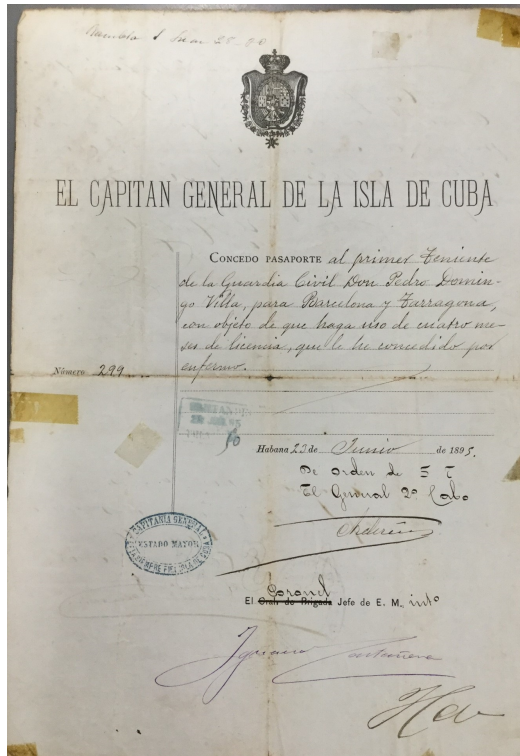 EL CAPITAN GENERAL DE LA ISLA DE CUBA
CONCEDO PASAPORTE al primer Teniente
de la Guardia Civil Don Pedro Domin-
go Villa, para Barcelona y Tarragona,
con objeto de que haga uso de cuatro me-
ses de licencia, que le he concedido por
enfermo.
Número 299
Habana 23 de Junio de 1895.
De orden de S E
El General 2º Cabo
CAPITANIA GENERAL
ESTADO MAYOR
Coronel
El Gral de Brigada Jefe de E. M. intº
Ignacio